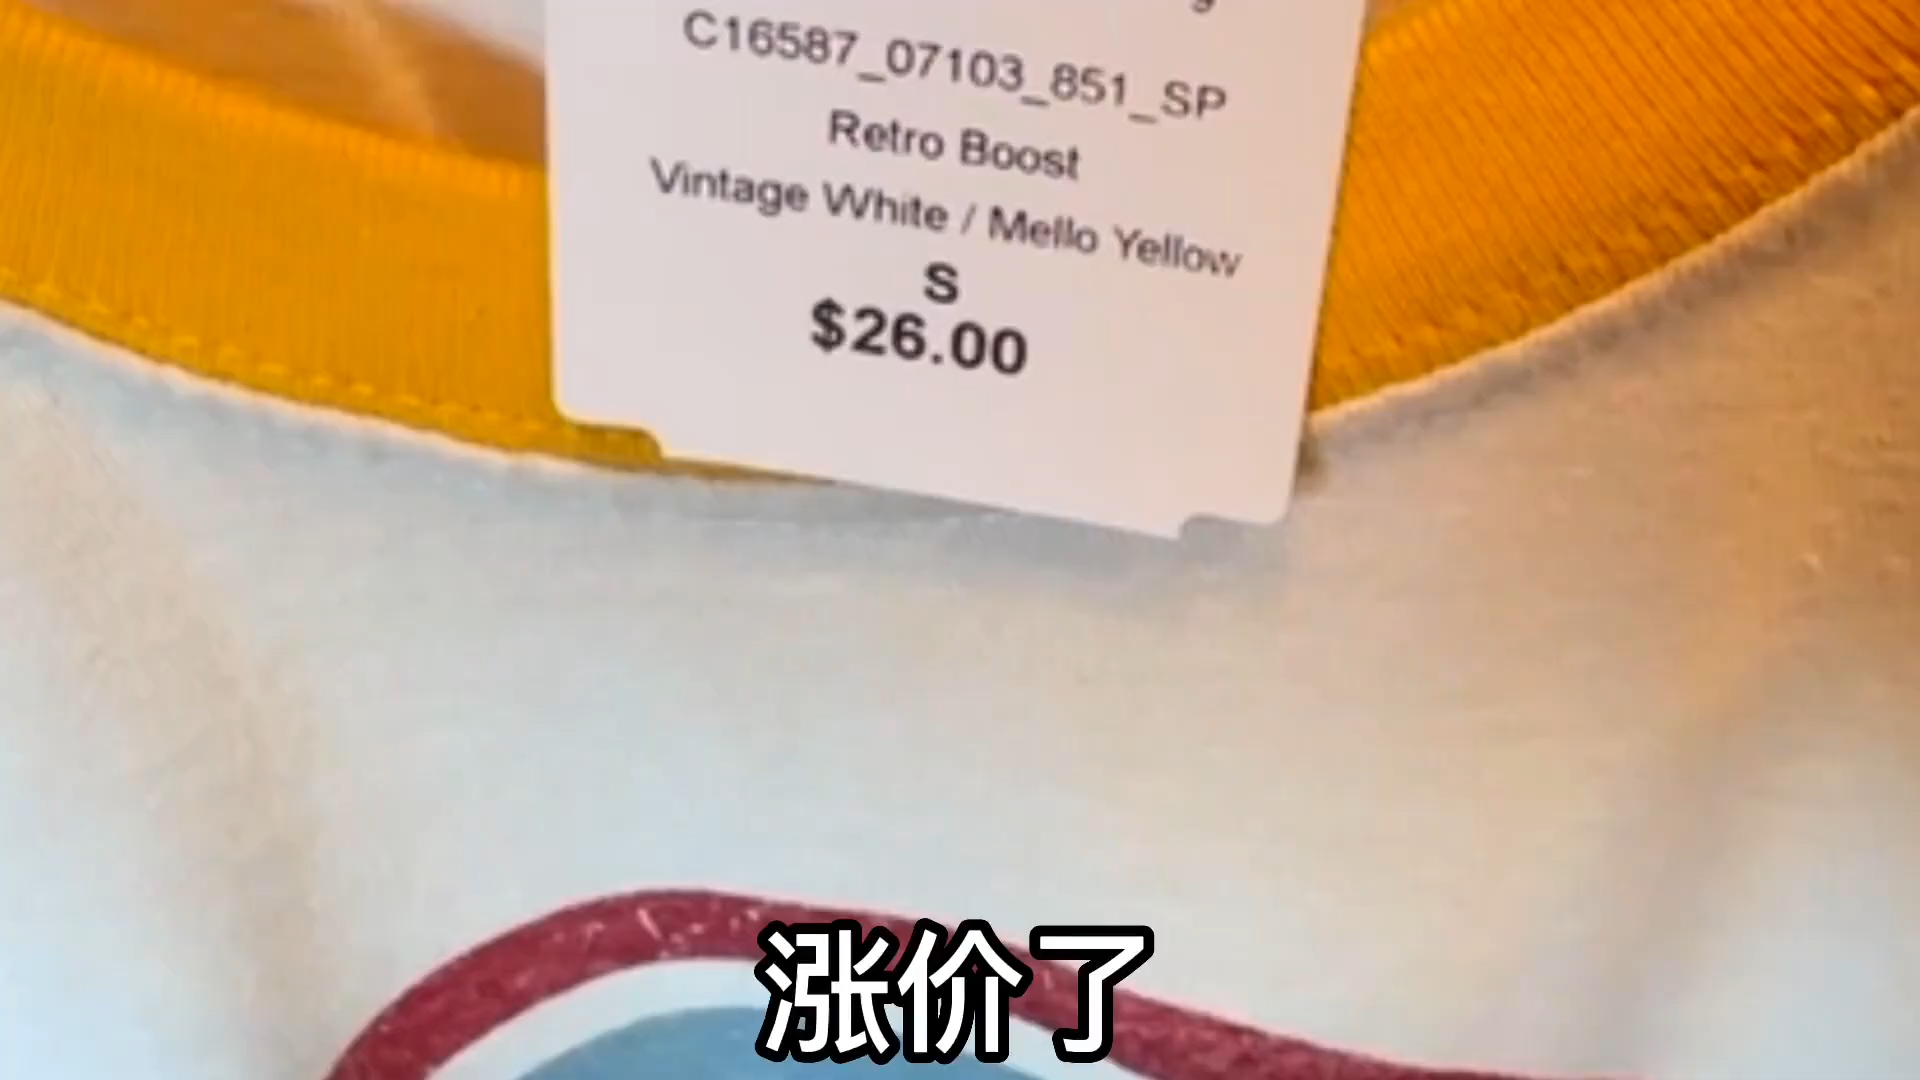 C16587_07103_851_SP
Retro Boost
Vintage White / Mello Yellow
S
$26.00
涨价了